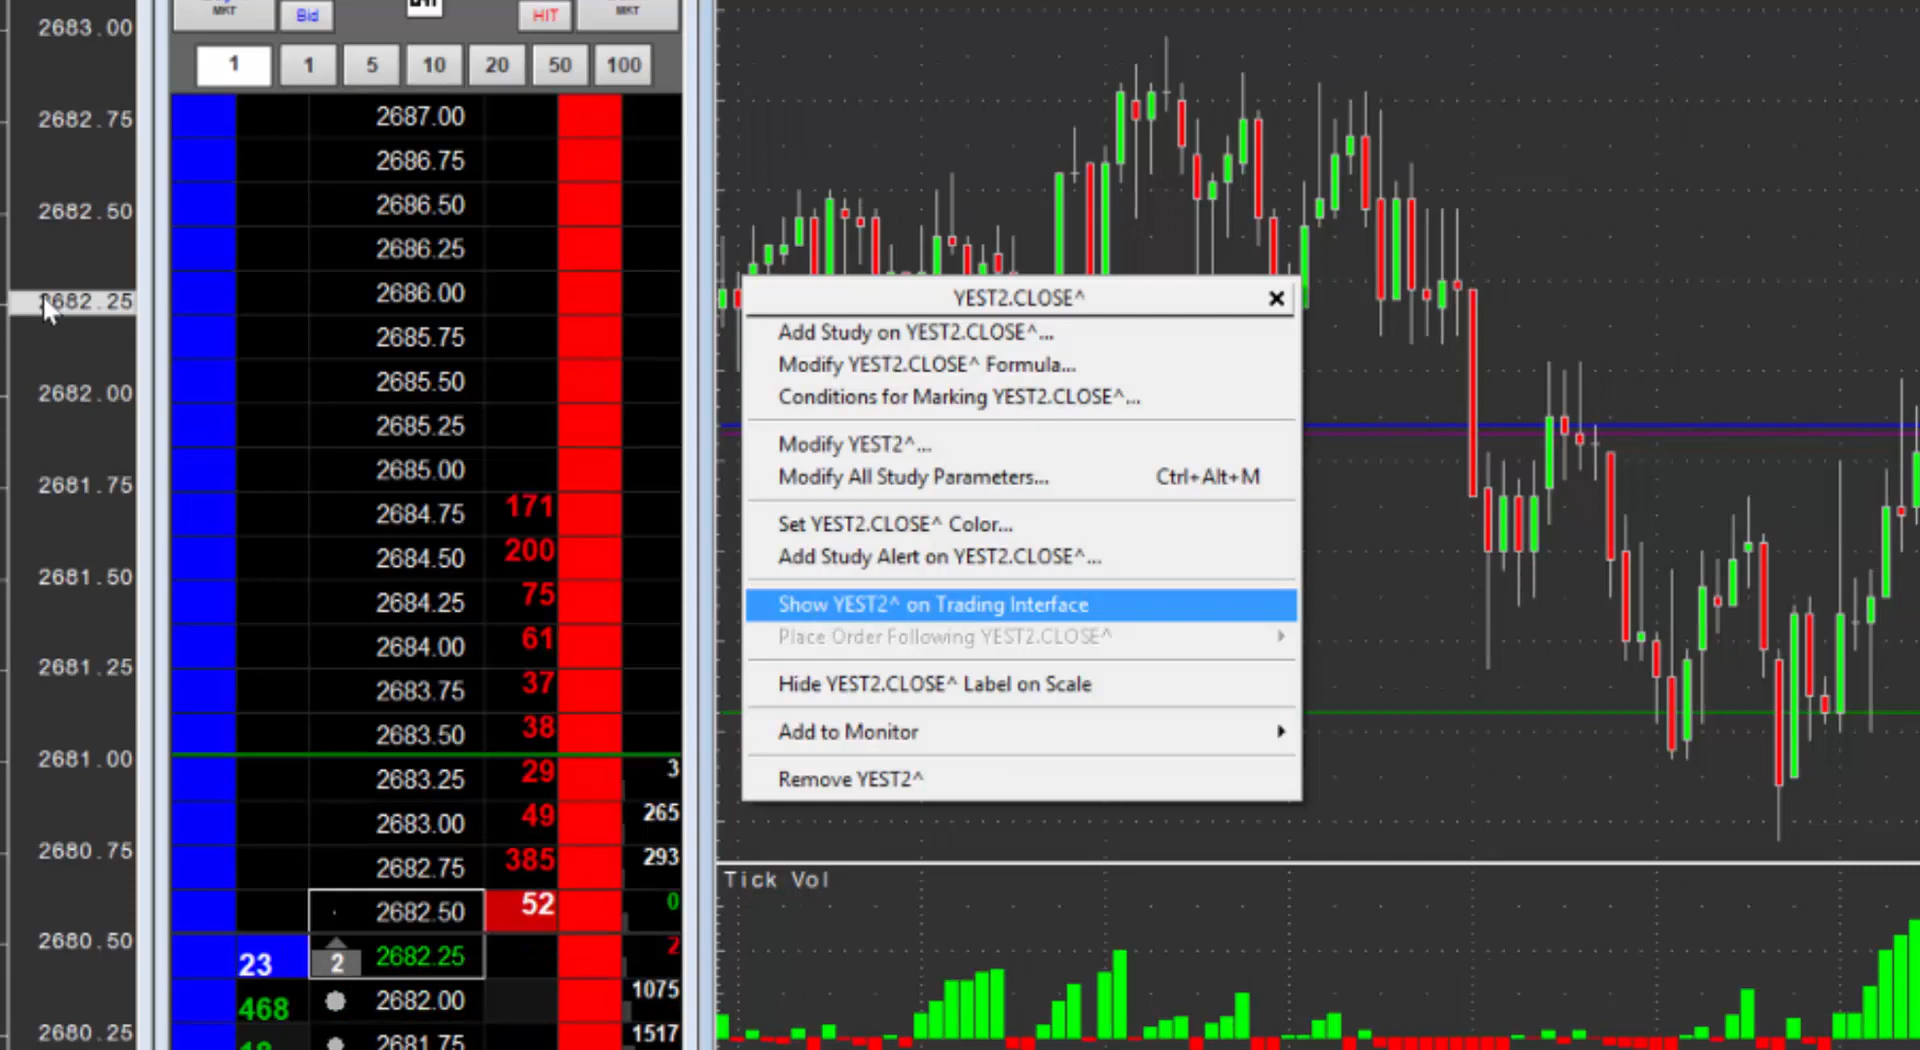 2683.00
2682.75
2682.50
2682.25
2682.00
2681.75
2681.50
2681.25
2681.00
2680.75
2680.50
2680.25
MKT
Bid
HIT
MKT
1 1 5 10 20 50 100
2687.00
2686.75
2686.50
2686.25
2686.00
2685.75
2685.50
2685.25
2685.00
2684.75 171
2684.50 200
2684.25 75
2684.00 61
2683.75 37
2683.50 38
2683.25 29 3
2683.00 49 265
2682.75 385 293
2682.50 52 0
23 2 2682.25 2
468 2682.00 1075
2681.75 1517
YEST2.CLOSE^
Add Study on YEST2.CLOSE^...
Modify YEST2.CLOSE^ Formula...
Conditions for Marking YEST2.CLOSE^...
Modify YEST2^...
Modify All Study Parameters... Ctrl+Alt+M
Set YEST2.CLOSE^ Color...
Add Study Alert on YEST2.CLOSE^...
Show YEST2^ on Trading Interface
Place Order Following YEST2.CLOSE^
Hide YEST2.CLOSE^ Label on Scale
Add to Monitor
Remove YEST2^
Tick Vol